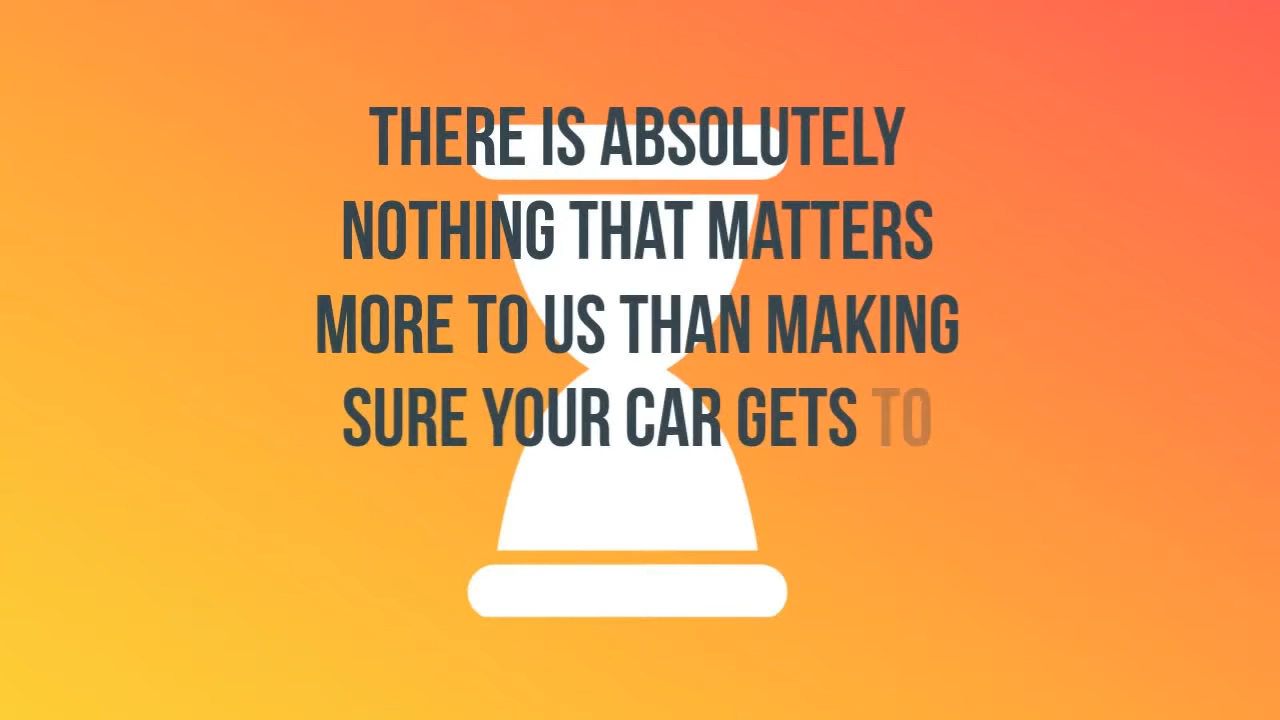 THERE IS ABSOLUTELY
NOTHING THAT MATTERS
MORE TO US THAN MAKING
SURE YOUR CAR GETS TO